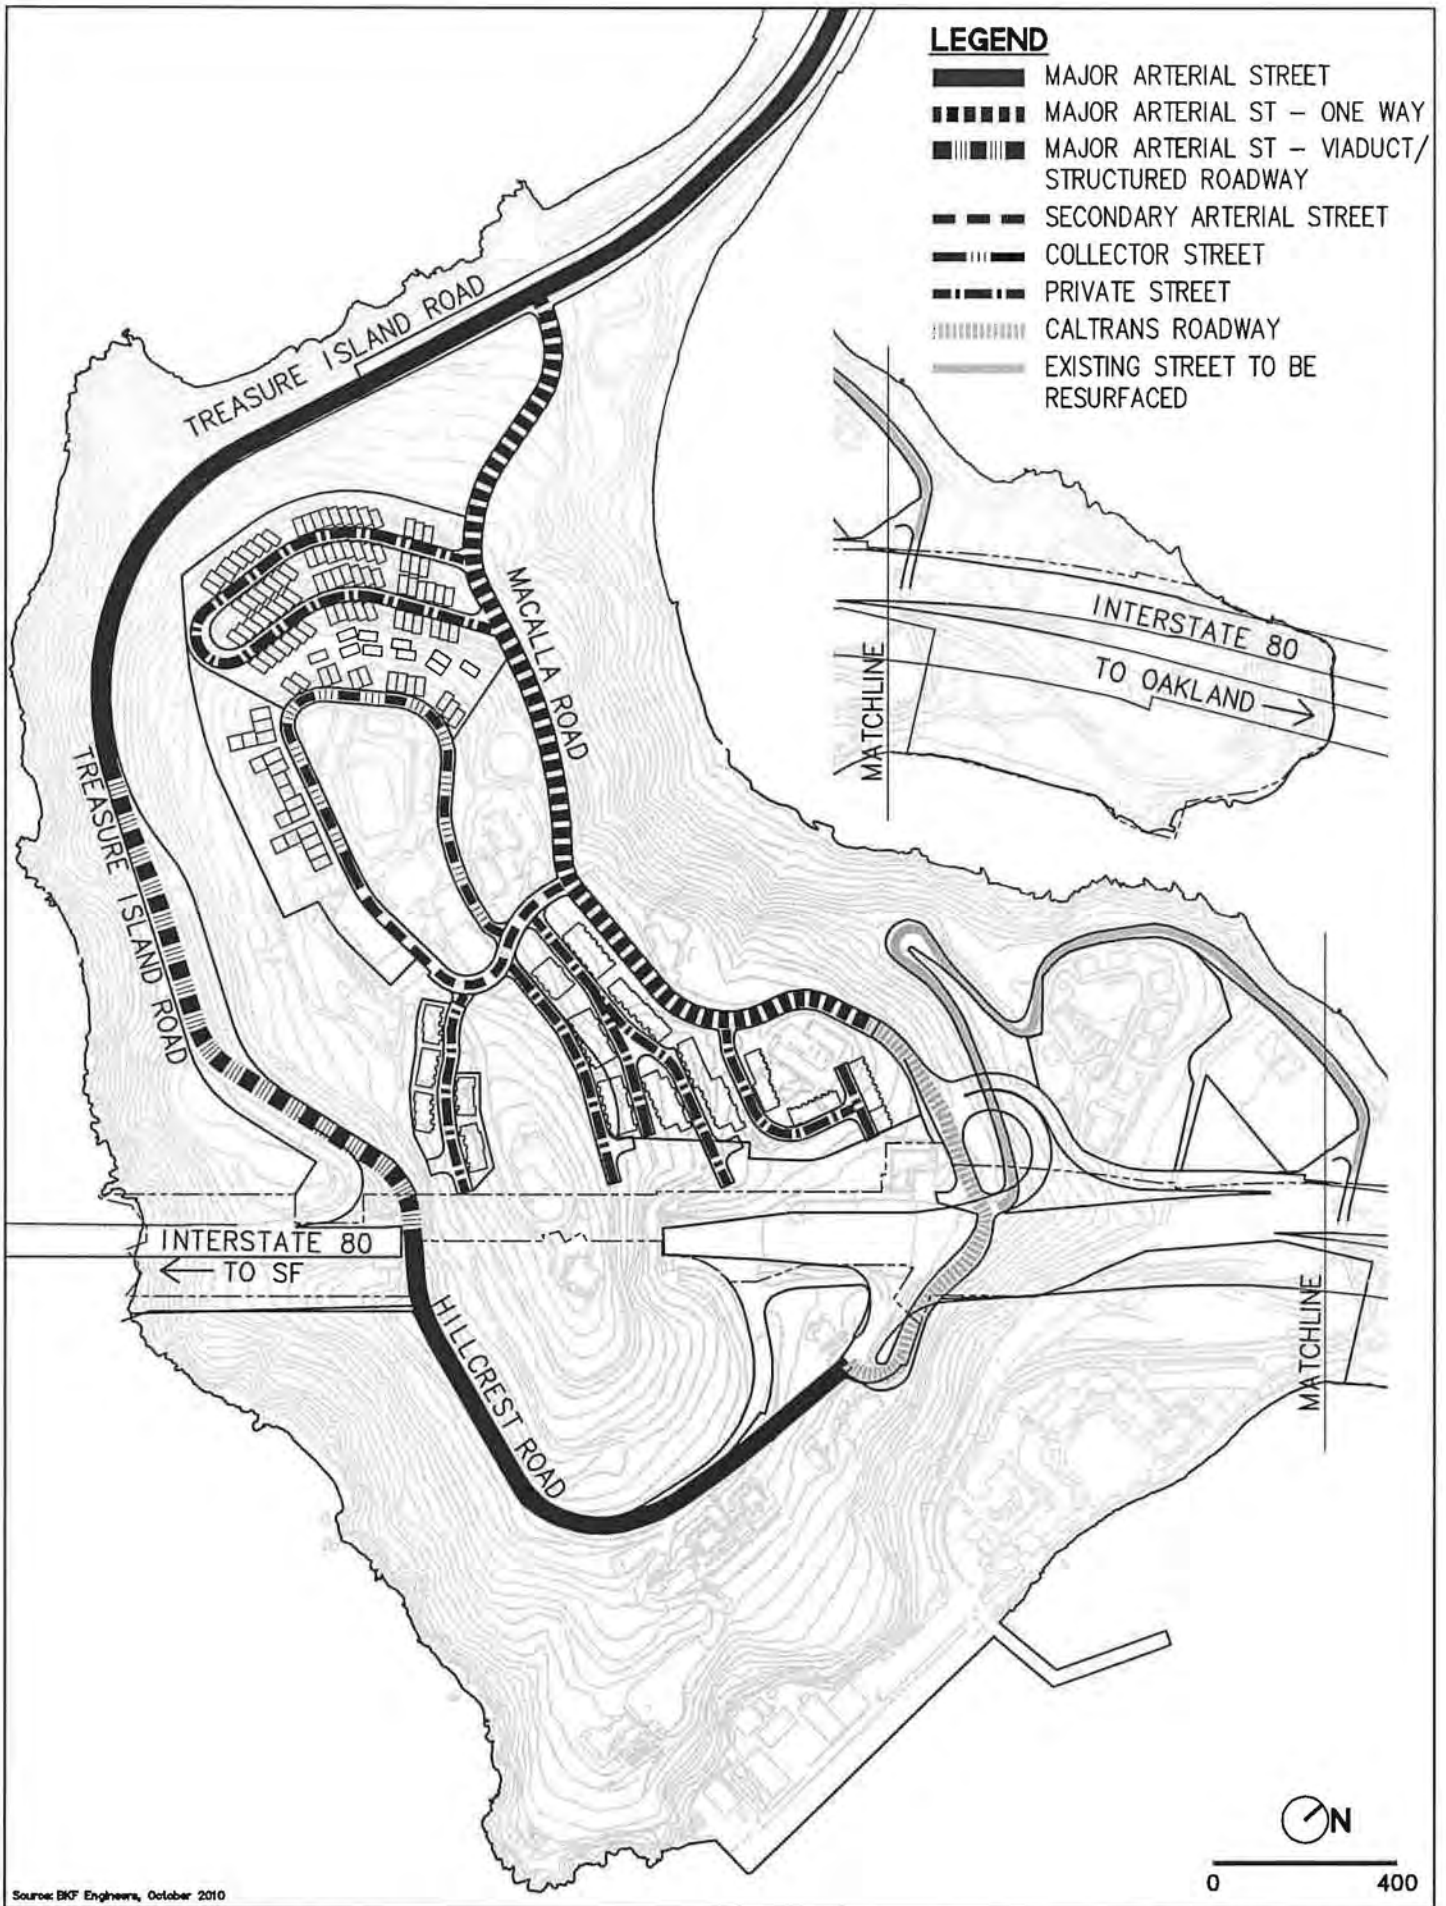 LEGEND
MAJOR ARTERIAL STREET
MAJOR ARTERIAL ST – ONE WAY
MAJOR ARTERIAL ST – VIADUCT/
STRUCTURED ROADWAY
SECONDARY ARTERIAL STREET
COLLECTOR STREET
PRIVATE STREET
CALTRANS ROADWAY
EXISTING STREET TO BE
RESURFACED
TREASURE ISLAND ROAD
MACALLA ROAD
INTERSTATE 80
TO OAKLAND
MATCHLINE
TREASURE ISLAND ROAD
INTERSTATE 80
TO SF
HILLCREST ROAD
MATCHLINE
N
0 400
Source: BKF Engineers, October 2010